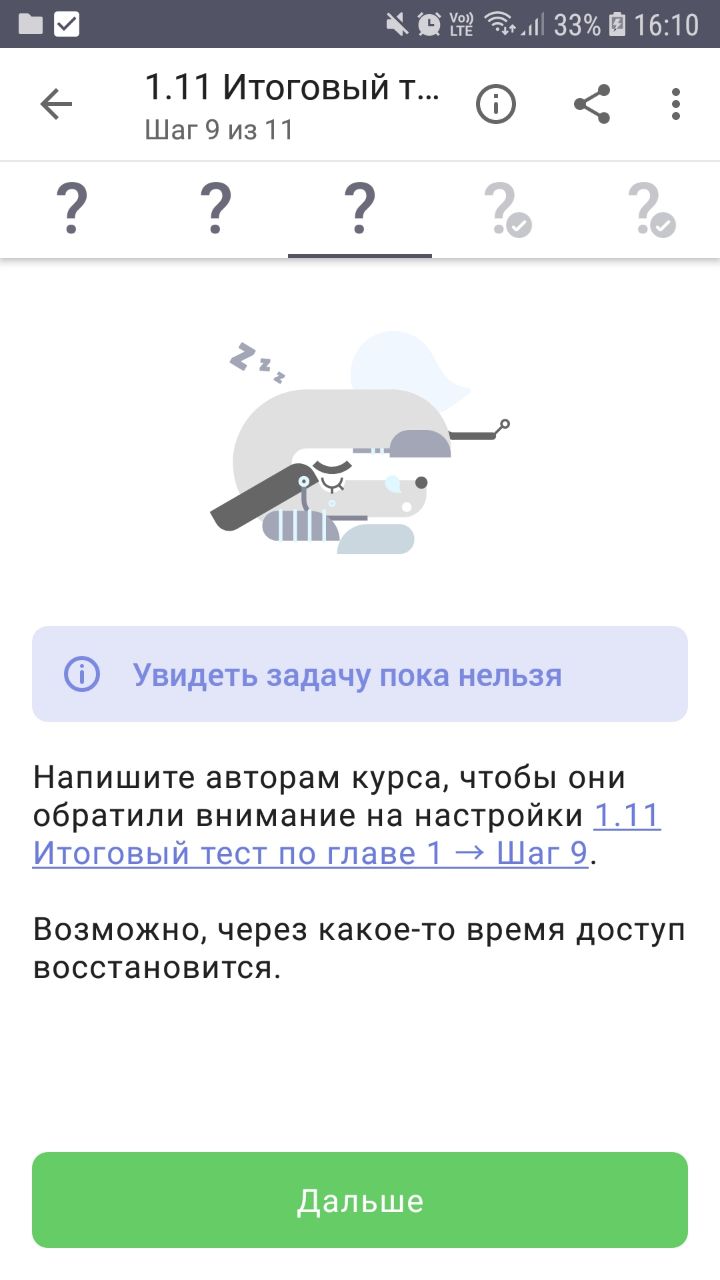 Vo)) LTE 33% 16:10
1.11 Итоговый т...
Шаг 9 из 11
? ? ? ? ?
Z z z
Увидеть задачу пока нельзя
Напишите авторам курса, чтобы они
обратили внимание на настройки 1.11
Итоговый тест по главе 1 → Шаг 9.
Возможно, через какое-то время доступ
восстановится.
Дальше